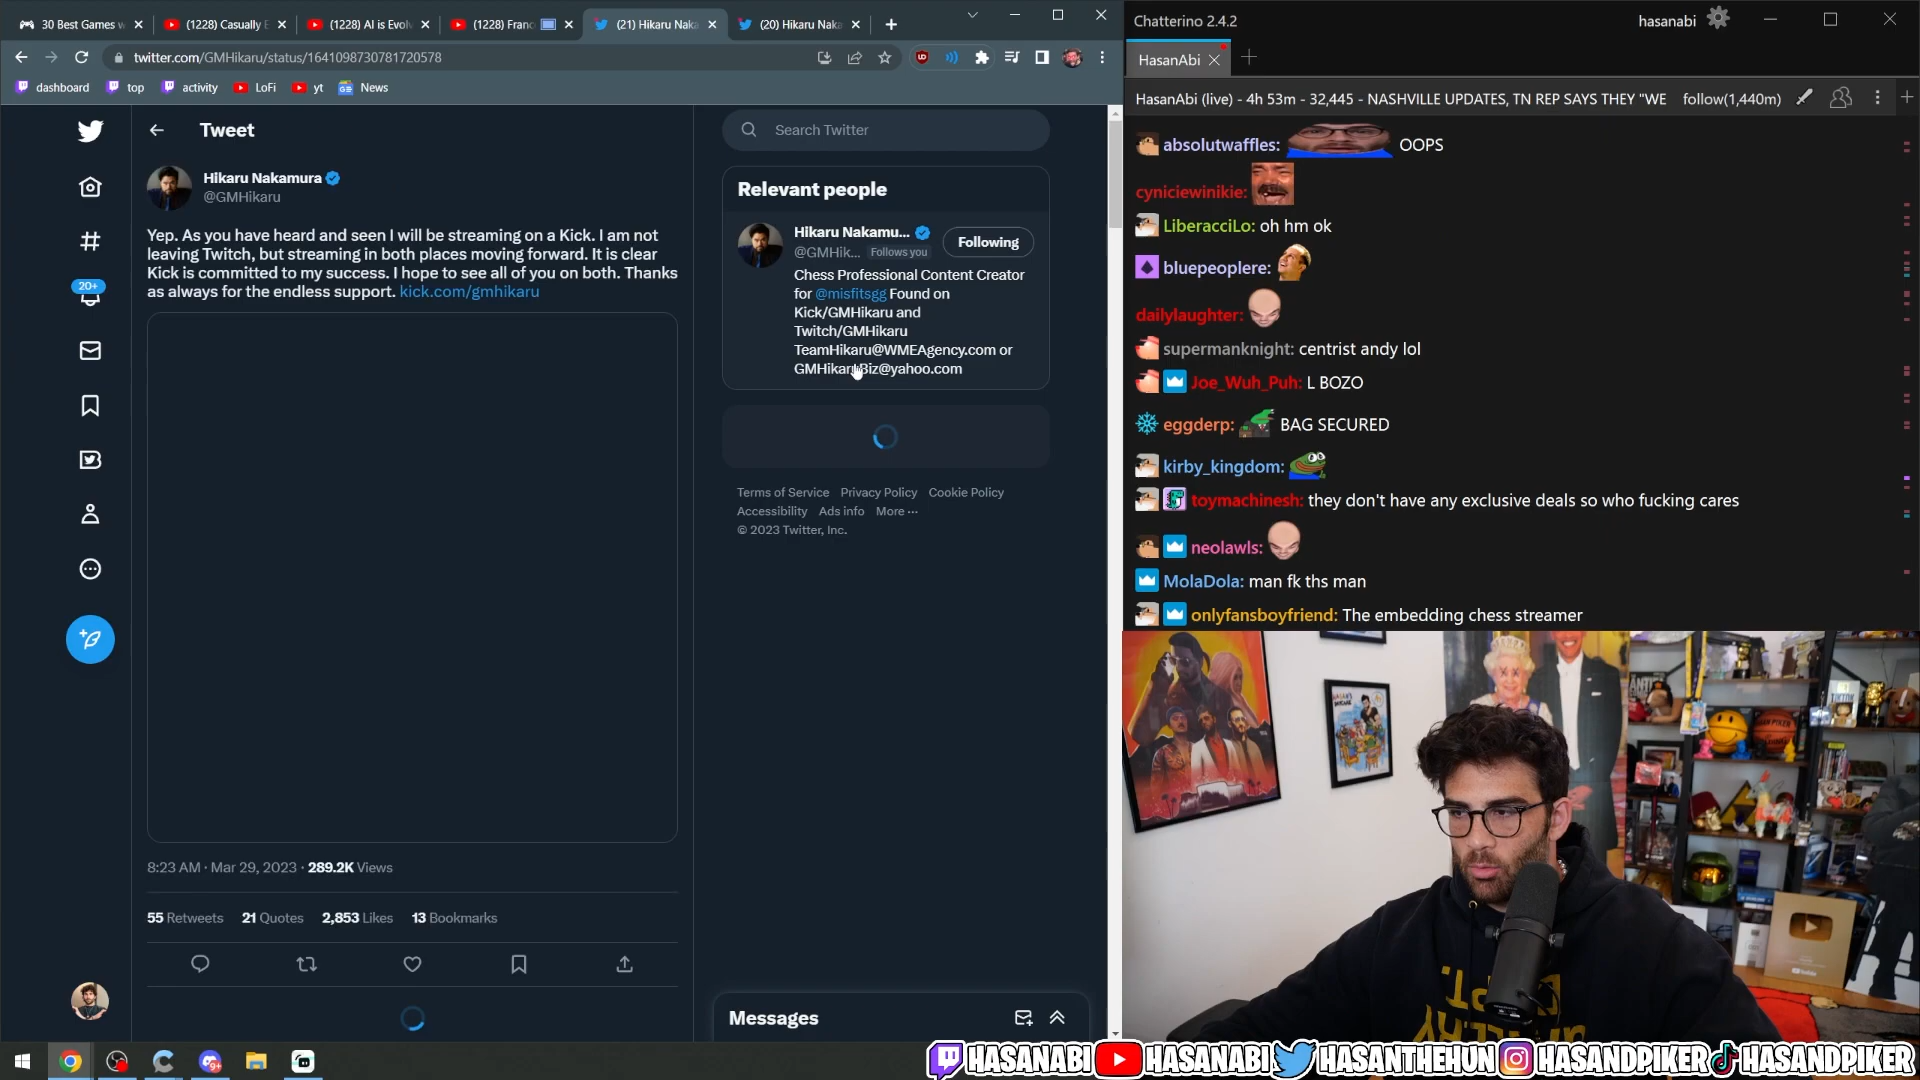 30 Best Games w
(1228) Casually E
(1228) AI is Evolv
(1228) Franc
(21) Hikaru Naka
(20) Hikaru Naka
twitter.com/GMHikaru/status/1641098730781720578
dashboard
top
activity
LoFi
yt
News
Tweet
Hikaru Nakamura
@GMHikaru
Yep. As you have heard and seen I will be streaming on a Kick. I am not
leaving Twitch, but streaming in both places moving forward. It is clear
Kick is committed to my success. I hope to see all of you on both. Thanks
as always for the endless support. kick.com/gmhikaru
20+
8:23 AM · Mar 29, 2023 · 289.2K Views
55 Retweets 21 Quotes 2,853 Likes 13 Bookmarks
Search Twitter
Relevant people
Hikaru Nakamu...
@GMHik... Follows you
Following
Chess Professional Content Creator
for @misfitsgg Found on
Kick/GMHikaru and
Twitch/GMHikaru
TeamHikaru@WMEAgency.com or
GMHikaruBiz@yahoo.com
Terms of Service Privacy Policy Cookie Policy
Accessibility Ads info More ···
© 2023 Twitter, Inc.
Messages
Chatterino 2.4.2
hasanabi
HasanAbi
HasanAbi (live) - 4h 53m - 32,445 - NASHVILLE UPDATES, TN REP SAYS THEY "WE follow(1,440m)
absolutwaffles: OOPS
cyniciewinikie:
LiberacciLo: oh hm ok
bluepeoplere:
dailylaughter:
supermanknight: centrist andy lol
Joe_Wuh_Puh: L BOZO
eggderp: BAG SECURED
kirby_kingdom:
toymachinesh: they don't have any exclusive deals so who fucking cares
neolawls:
MolaDola: man fk ths man
onlyfansboyfriend: The embedding chess streamer
HASANABI HASANABI HASANTHEHUN HASANDPIKER HASANDPIKER